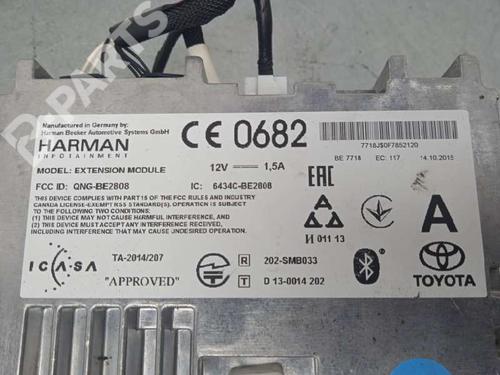 Manufactured in Germany by:
Harman Becker Automotive Systems GmbH
HARMAN
INFOTAINMENT
CE 0682
7718J$0F7852120
MODEL: EXTENSION MODULE
12V 1,5A
BE 7718 EC: 117 14.10.2015
FCC ID: QNG-BE2808
IC: 6434C-BE2808
EAC
THIS DEVICE COMPLIES WITH PART 15 OF THE FCC RULES AND INDUSTRY
CANADA LICENSE-EXEMPT RSS STANDARD(S). OPERATION IS SUBJECT TO THE FOLLOWING TWO CONDITIONS:
(1) THIS DEVICE MAY NOT CAUSE HARMFUL INTERFERENCE, AND
(2) THIS DEVICE MUST ACCEPT ANY INTERFERENCE RECEIVED,
INCLUDING INTERFERENCE THAT MAY CAUSE UNDESIRED OPERATION.
И 011 13
A
ICASA
TA-2014/207
"APPROVED"
R 202-SMB033
T D 13-0014 202
TOYOTA
B PARTS